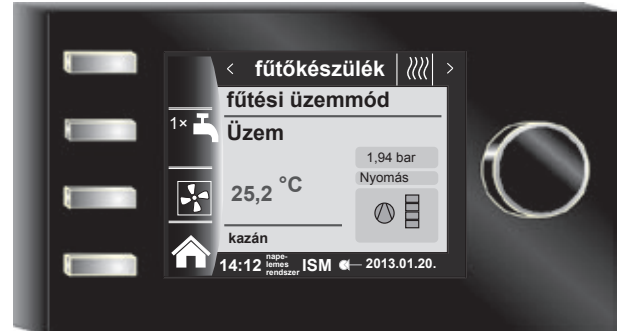 < fűtőkészülék >
fűtési üzemmód
1×
Üzem
1,94 bar
Nyomás
25,2 °C
kazán
14:12 nape-
lemes
rendszer ISM 2013.01.20.